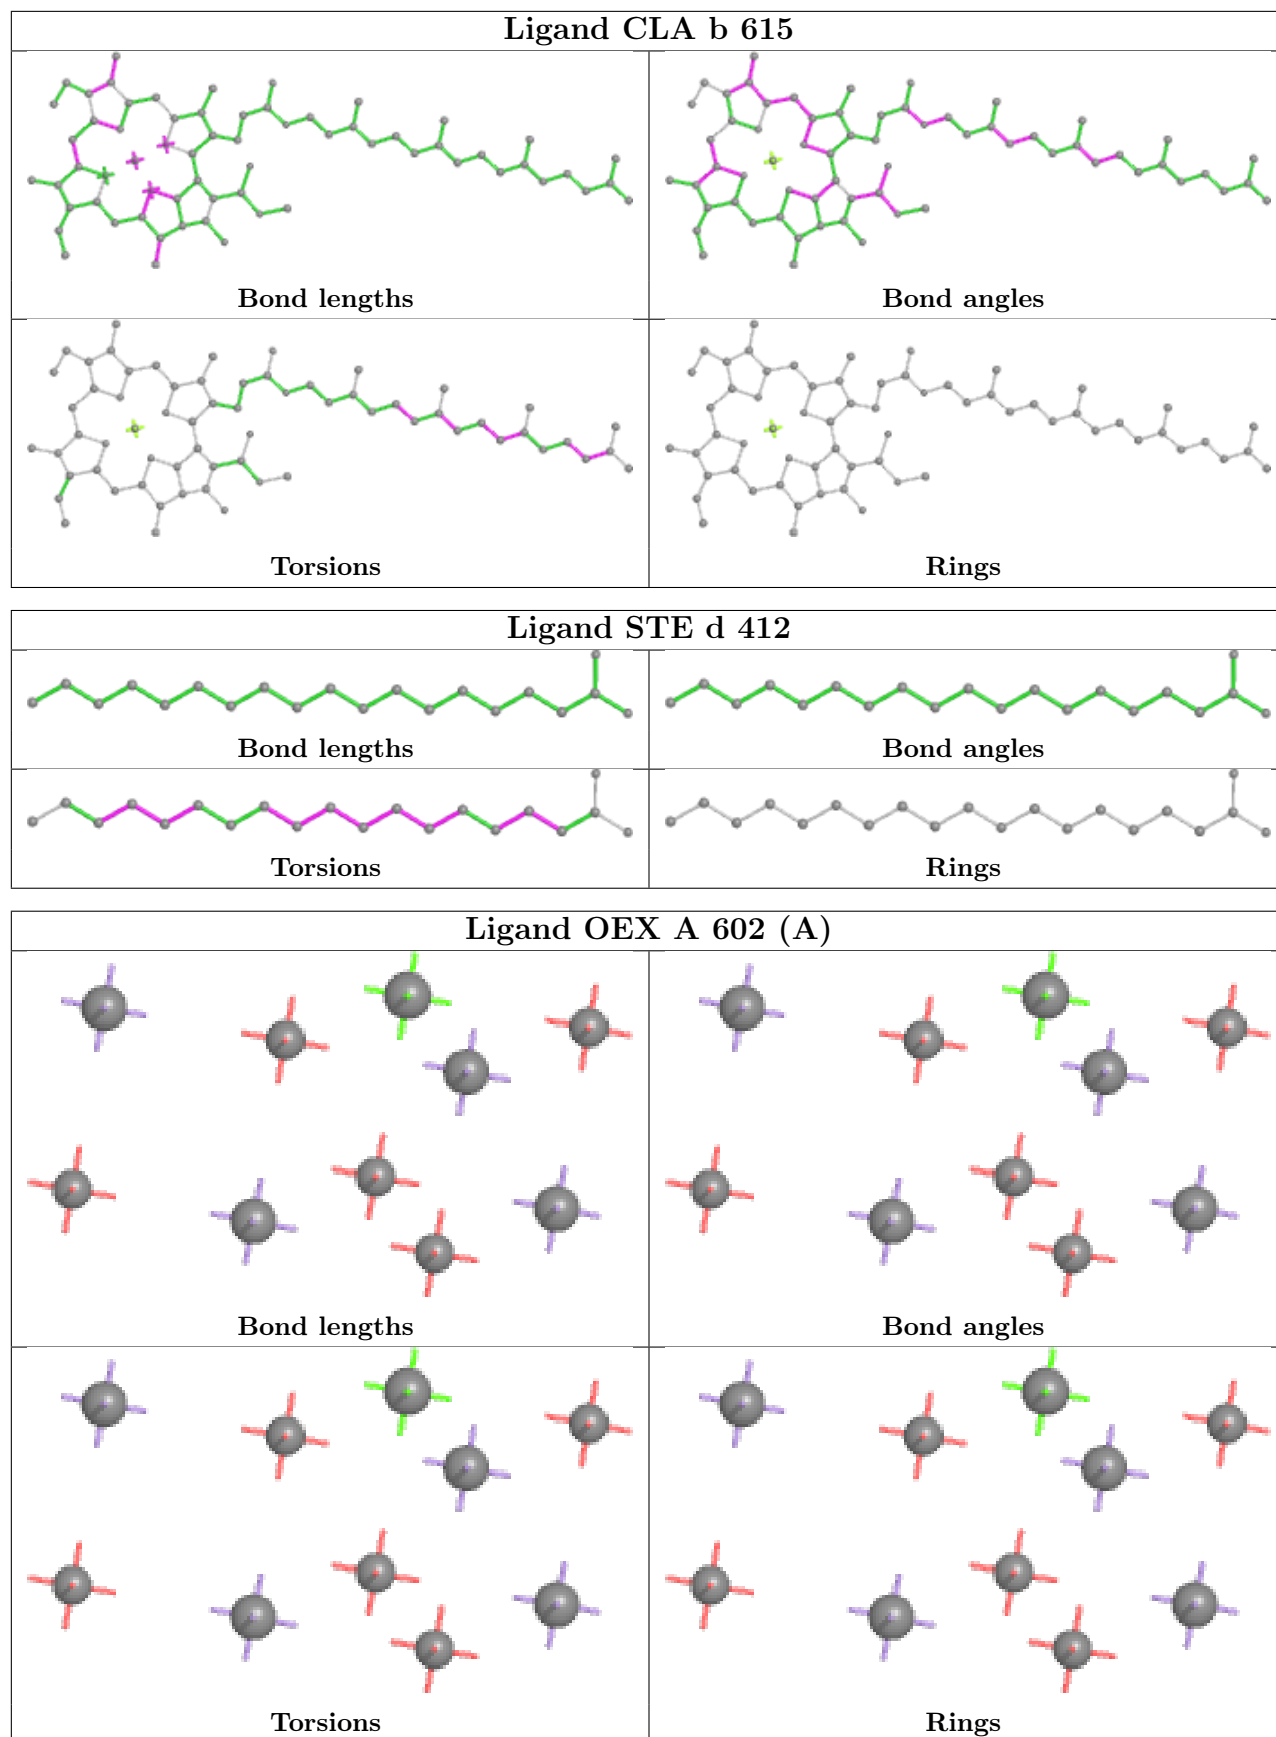 Ligand CLA b 615
Bond lengths
Bond angles
Torsions
Rings
Ligand STE d 412
Bond lengths
Bond angles
Torsions
Rings
Ligand OEX A 602 (A)
Bond lengths
Bond angles
Torsions
Rings